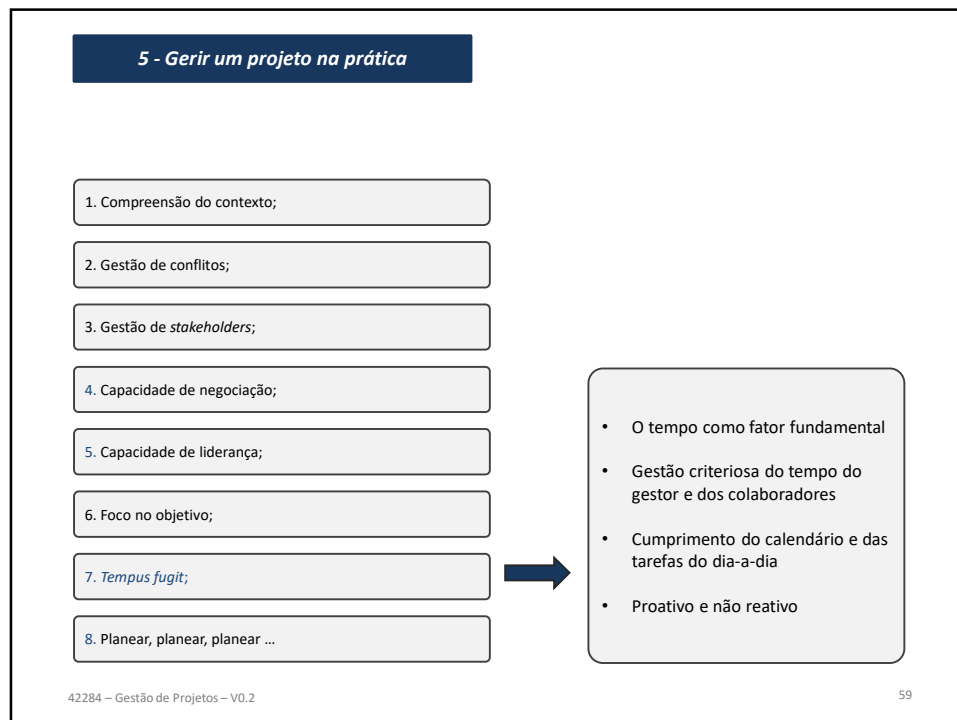 5 - Gerir um projeto na prática
1. Compreensão do contexto;
2. Gestão de conflitos;
3. Gestão de stakeholders;
4. Capacidade de negociação;
5. Capacidade de liderança;
6. Foco no objetivo;
7. Tempus fugit;
8. Planear, planear, planear ...
• O tempo como fator fundamental
• Gestão criteriosa do tempo do
gestor e dos colaboradores
• Cumprimento do calendário e das
tarefas do dia-a-dia
• Proativo e não reativo
42284 – Gestão de Projetos – V0.2
59